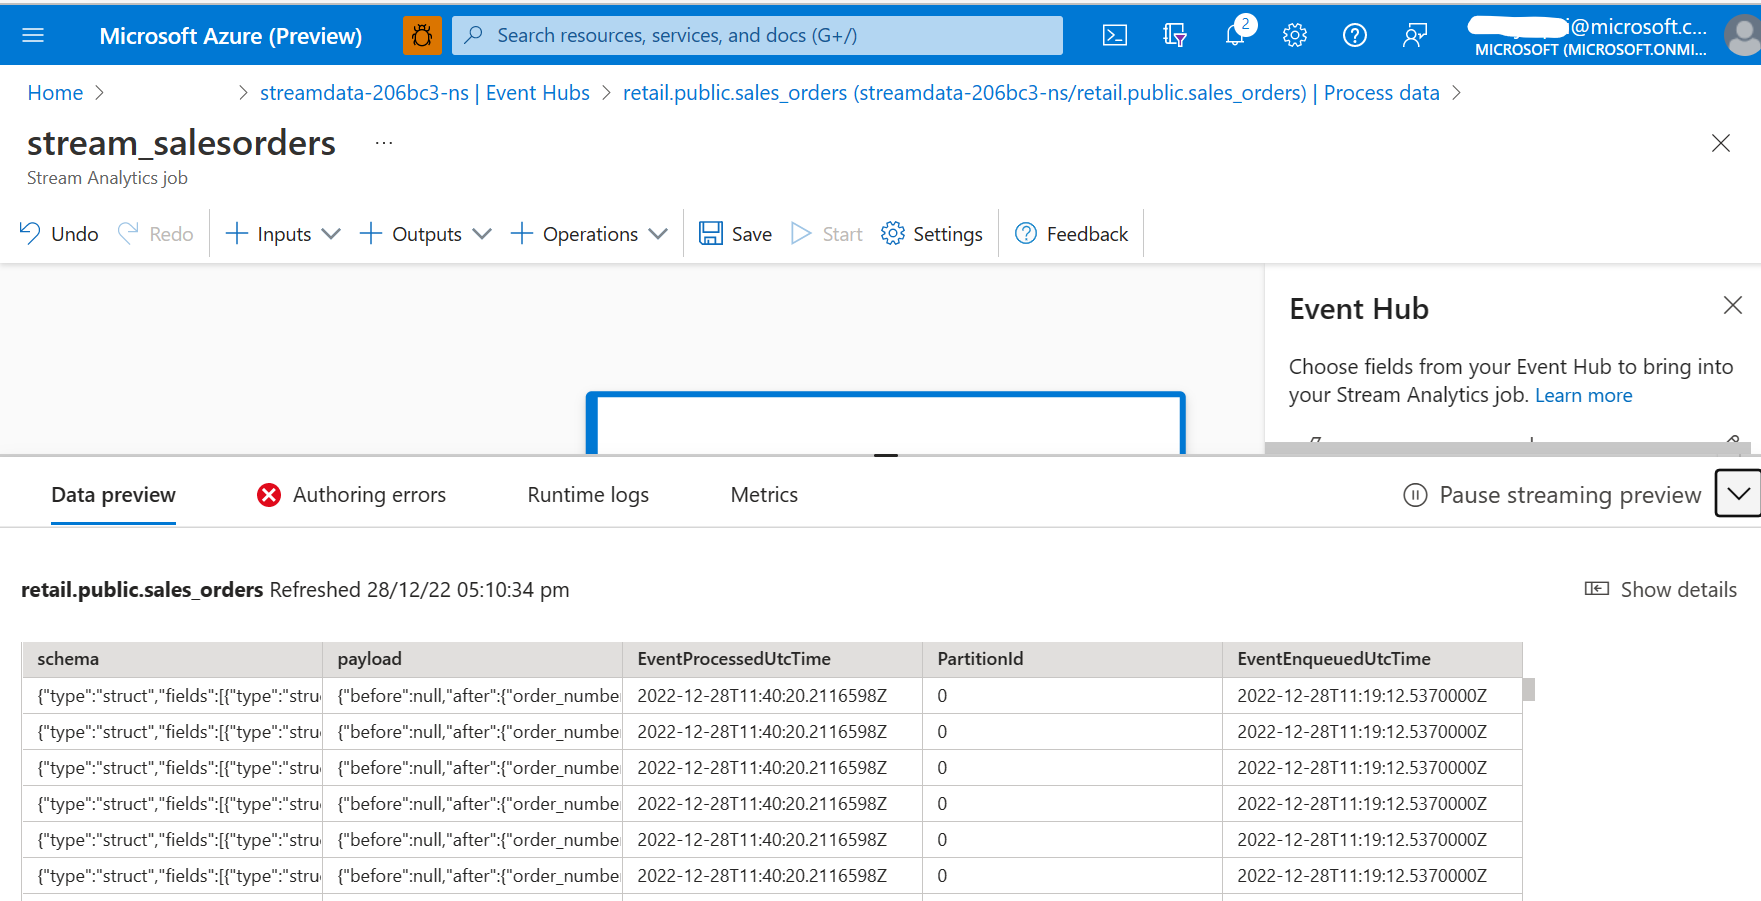 Microsoft Azure (Preview)
Search resources, services, and docs (G+/)
2
i@microsoft.c...
MICROSOFT (MICROSOFT.ONMI...
Home > > streamdata-206bc3-ns | Event Hubs > retail.public.sales_orders (streamdata-206bc3-ns/retail.public.sales_orders) | Process data >
stream_salesorders ...
Stream Analytics job
Undo Redo Inputs Outputs Operations Save Start Settings Feedback
Event Hub
Choose fields from your Event Hub to bring into
your Stream Analytics job. Learn more
Data preview Authoring errors Runtime logs Metrics Pause streaming preview
retail.public.sales_orders Refreshed 28/12/22 05:10:34 pm Show details
schema payload EventProcessedUtcTime PartitionId EventEnqueuedUtcTime
{"type":"struct","fields":[{"type":"stru {"before":null,"after":{"order_numbe 2022-12-28T11:40:20.2116598Z 0 2022-12-28T11:19:12.5370000Z
{"type":"struct","fields":[{"type":"stru {"before":null,"after":{"order_numbe 2022-12-28T11:40:20.2116598Z 0 2022-12-28T11:19:12.5370000Z
{"type":"struct","fields":[{"type":"stru {"before":null,"after":{"order_numbe 2022-12-28T11:40:20.2116598Z 0 2022-12-28T11:19:12.5370000Z
{"type":"struct","fields":[{"type":"stru {"before":null,"after":{"order_numbe 2022-12-28T11:40:20.2116598Z 0 2022-12-28T11:19:12.5370000Z
{"type":"struct","fields":[{"type":"stru {"before":null,"after":{"order_numbe 2022-12-28T11:40:20.2116598Z 0 2022-12-28T11:19:12.5370000Z
{"type":"struct","fields":[{"type":"stru {"before":null,"after":{"order_numbe 2022-12-28T11:40:20.2116598Z 0 2022-12-28T11:19:12.5370000Z